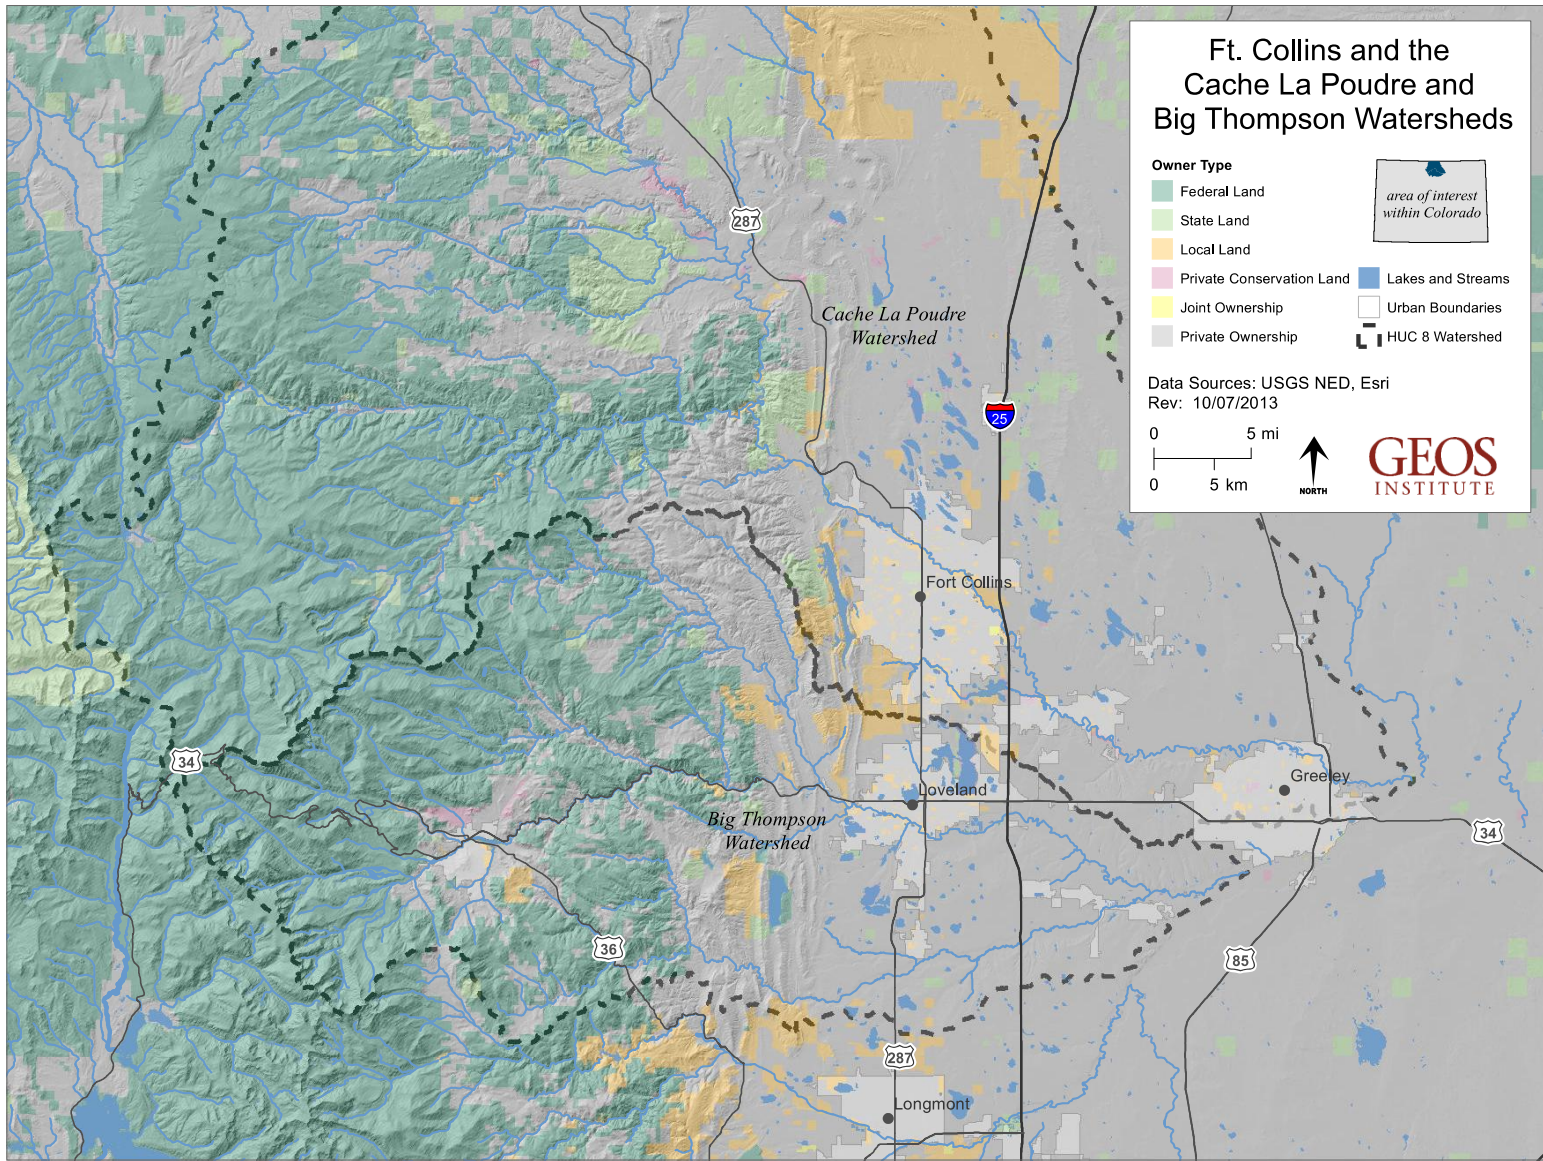 Ft. Collins and the
Cache La Poudre and
Big Thompson Watersheds
Owner Type
Federal Land
State Land
Local Land
Private Conservation Land
Joint Ownership
Private Ownership
area of interest
within Colorado
Lakes and Streams
Urban Boundaries
HUC 8 Watershed
Data Sources: USGS NED, Esri
Rev: 10/07/2013
0 5 mi
0 5 km
NORTH
GEOS
INSTITUTE
287
Cache La Poudre
Watershed
25
Fort Collins
34
Greeley
Loveland
Big Thompson
Watershed
34
36
85
287
Longmont